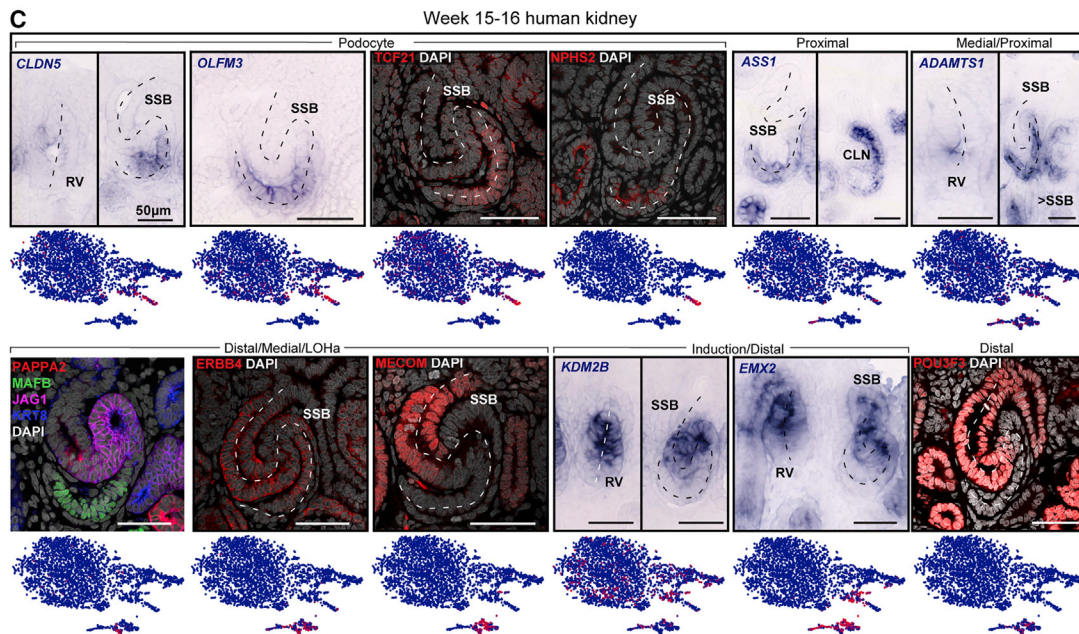 C
Week 15-16 human kidney
Podocyte
Proximal
Medial/Proximal
CLDN5
SSB
RV
50µm
OLFM3
SSB
TCF21 DAPI
SSB
NPHS2 DAPI
SSB
ASS1
SSB
CLN
ADAMTS1
SSB
RV
>SSB
Distal/Medial/LOHa
Induction/Distal
Distal
PAPPA2
MAFB
JAG1
KRT8
DAPI
ERBB4 DAPI
SSB
MECOM DAPI
SSB
KDM2B
SSB
RV
EMX2
SSB
RV
POU3F3 DAPI